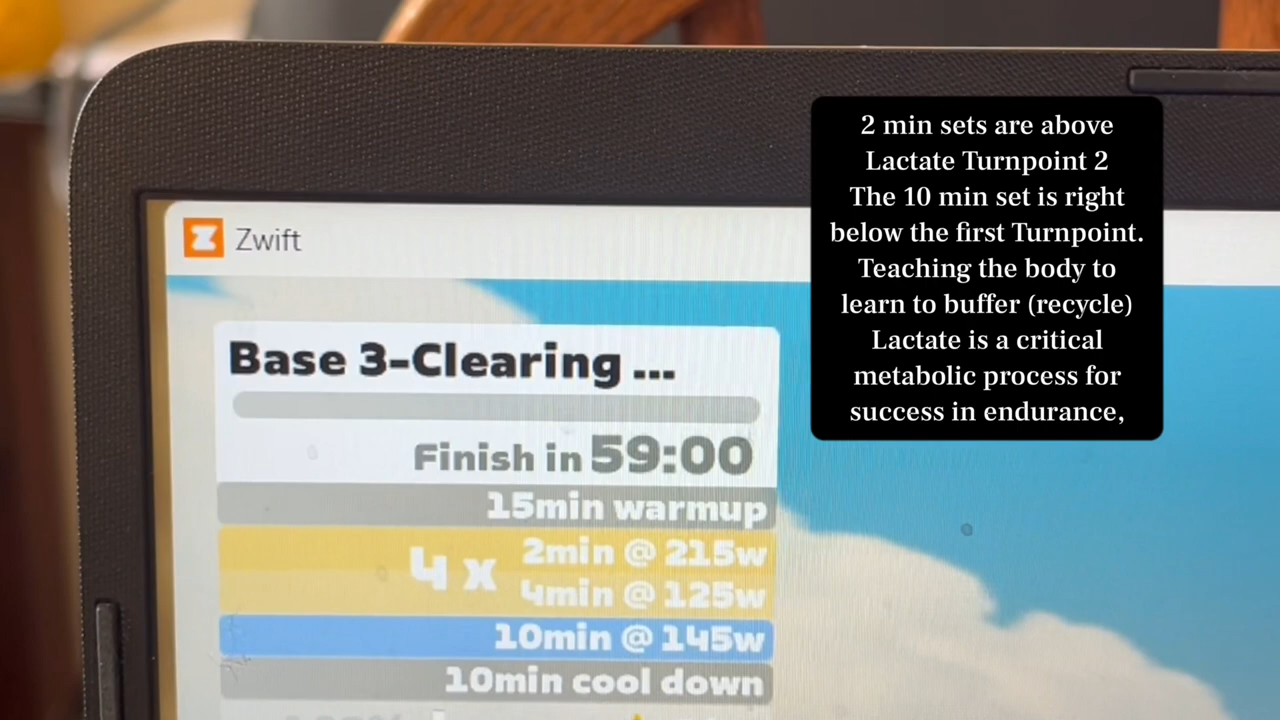 Zwift
Base 3-Clearing ...
Finish in 59:00
15min warmup
4 x
2min @ 215w
4min @ 125w
10min @ 145w
10min cool down
2 min sets are above
Lactate Turnpoint 2
The 10 min set is right
below the first Turnpoint.
Teaching the body to
learn to buffer (recycle)
Lactate is a critical
metabolic process for
success in endurance,